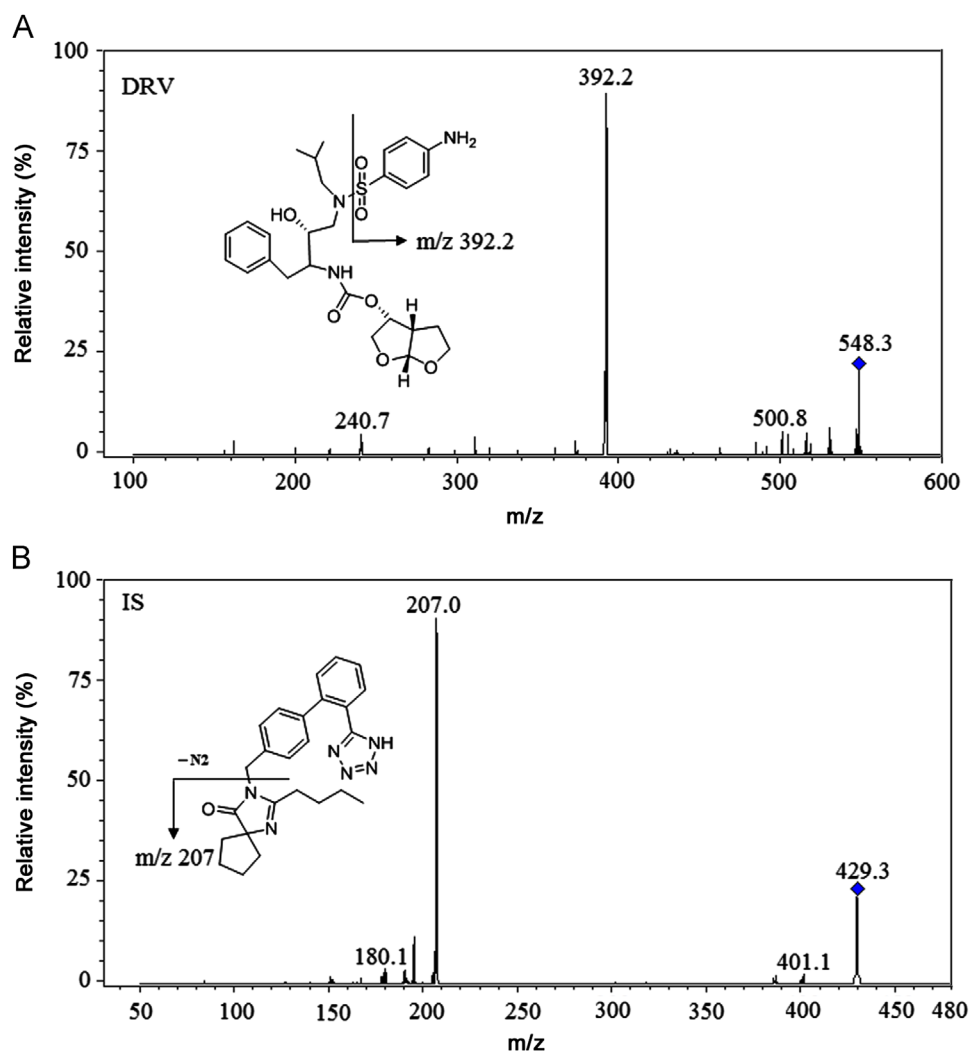 A
100
75
50
25
0
Relative intensity (%)
DRV
392.2
548.3
500.8
240.7
NH2
O
S
O
N
HO
m/z 392.2
NH
O
O
H
O
O
H
100
200
300
400
500
600
m/z
B
100
75
50
25
0
Relative intensity (%)
IS
207.0
429.3
401.1
180.1
NH
N
N
N
−N2
N
O
N
m/z 207
50
100
150
200
250
300
350
400
450
480
m/z